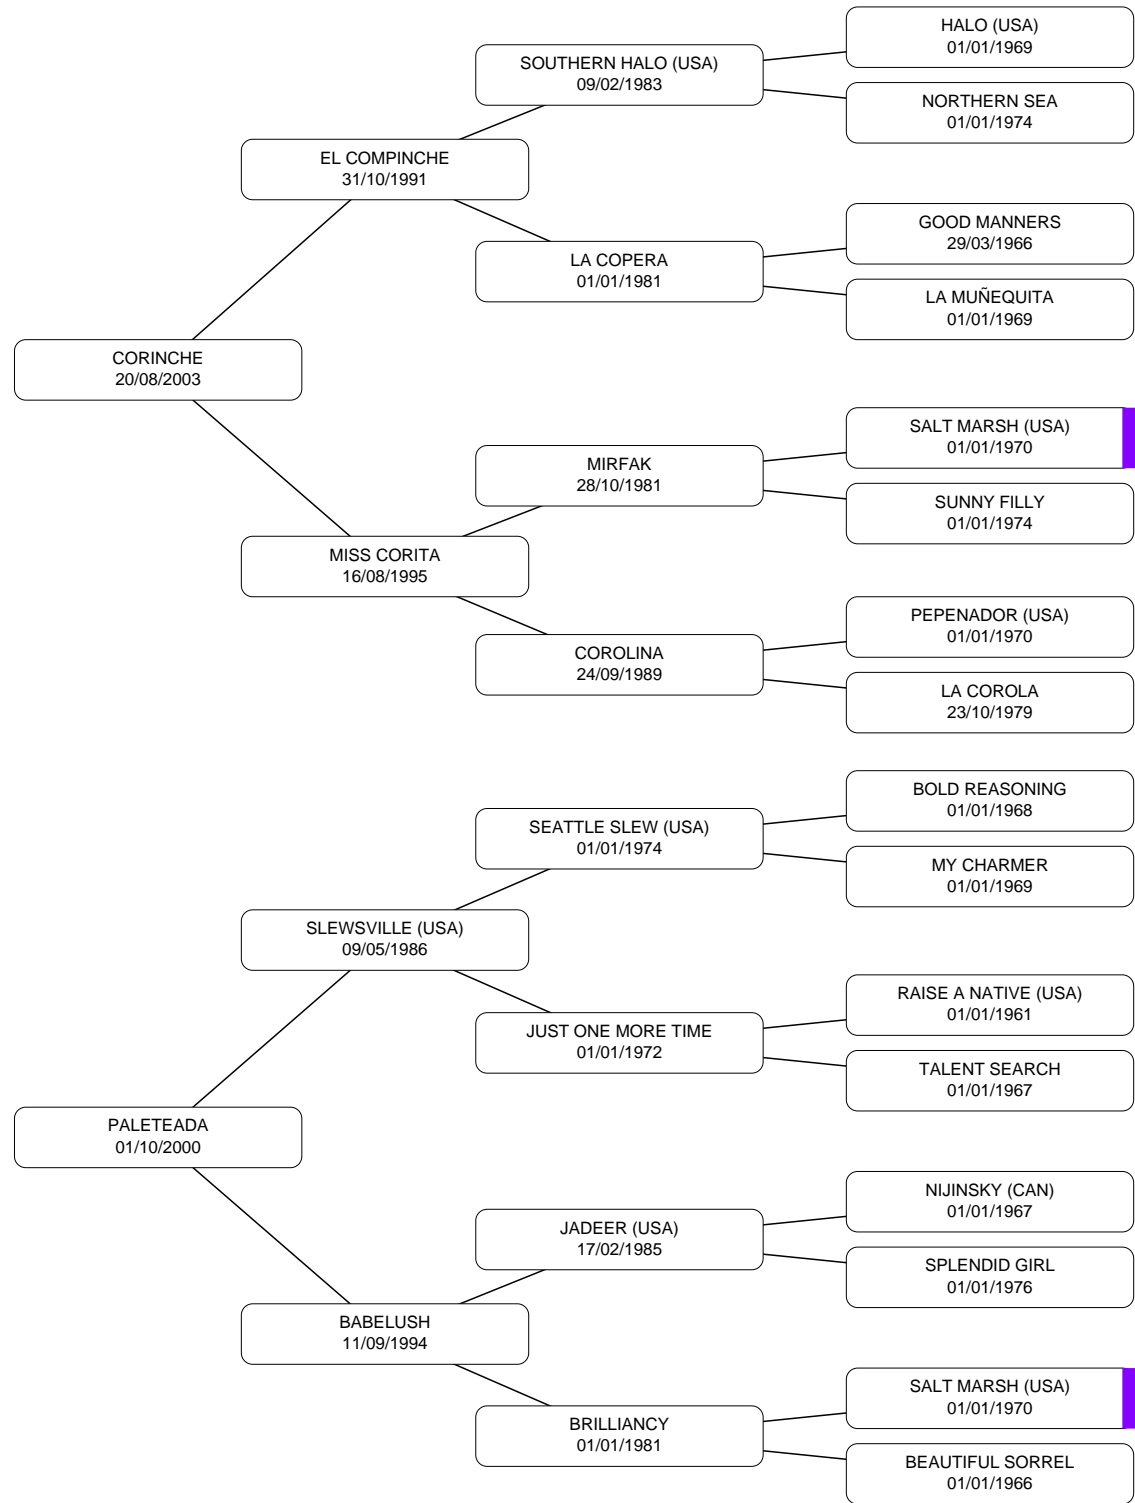 HALO (USA)
01/01/1969
SOUTHERN HALO (USA)
09/02/1983
NORTHERN SEA
01/01/1974
EL COMPINCHE
31/10/1991
GOOD MANNERS
29/03/1966
LA COPERA
01/01/1981
LA MUÑEQUITA
01/01/1969
CORINCHE
20/08/2003
SALT MARSH (USA)
01/01/1970
MIRFAK
28/10/1981
SUNNY FILLY
01/01/1974
MISS CORITA
16/08/1995
PEPENADOR (USA)
01/01/1970
COROLINA
24/09/1989
LA COROLA
23/10/1979
BOLD REASONING
01/01/1968
SEATTLE SLEW (USA)
01/01/1974
MY CHARMER
01/01/1969
SLEWSVILLE (USA)
09/05/1986
RAISE A NATIVE (USA)
01/01/1961
JUST ONE MORE TIME
01/01/1972
TALENT SEARCH
01/01/1967
PALETEADA
01/10/2000
NIJINSKY (CAN)
01/01/1967
JADEER (USA)
17/02/1985
SPLENDID GIRL
01/01/1976
BABELUSH
11/09/1994
SALT MARSH (USA)
01/01/1970
BRILLIANCY
01/01/1981
BEAUTIFUL SORREL
01/01/1966